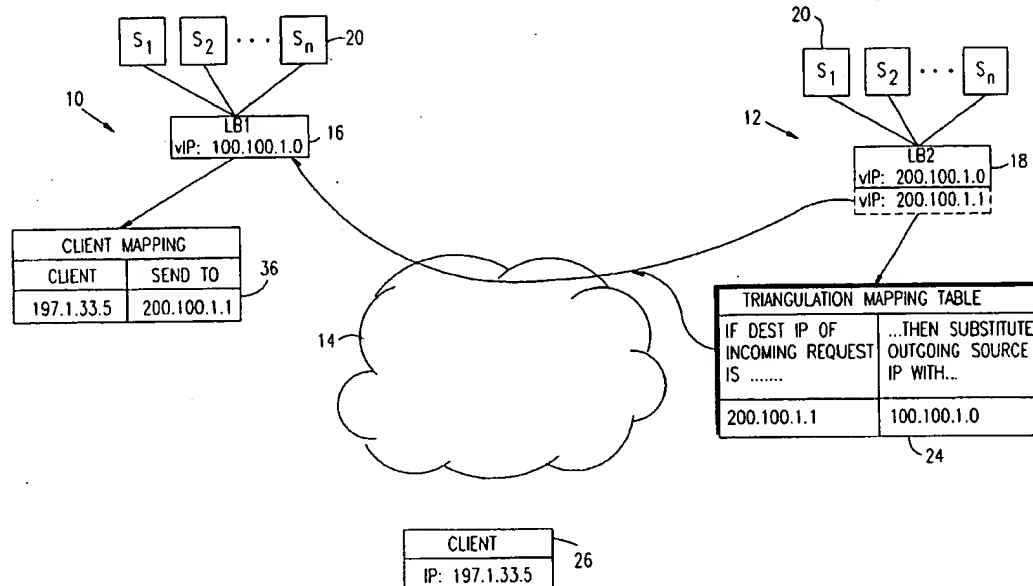 S1 S2 ... Sn 20
10
LB1
vIP: 100.100.1.0 16
CLIENT MAPPING
CLIENT SEND TO
197.1.33.5 200.100.1.1
36
20
S1 S2 ... Sn
12
LB2
vIP: 200.100.1.0
vIP: 200.100.1.1
18
14
TRIANGULATION MAPPING TABLE
IF DEST IP OF
INCOMING REQUEST
IS .......
...THEN SUBSTITUTE
OUTGOING SOURCE
IP WITH...
200.100.1.1 100.100.1.0
24
CLIENT
IP: 197.1.33.5
26